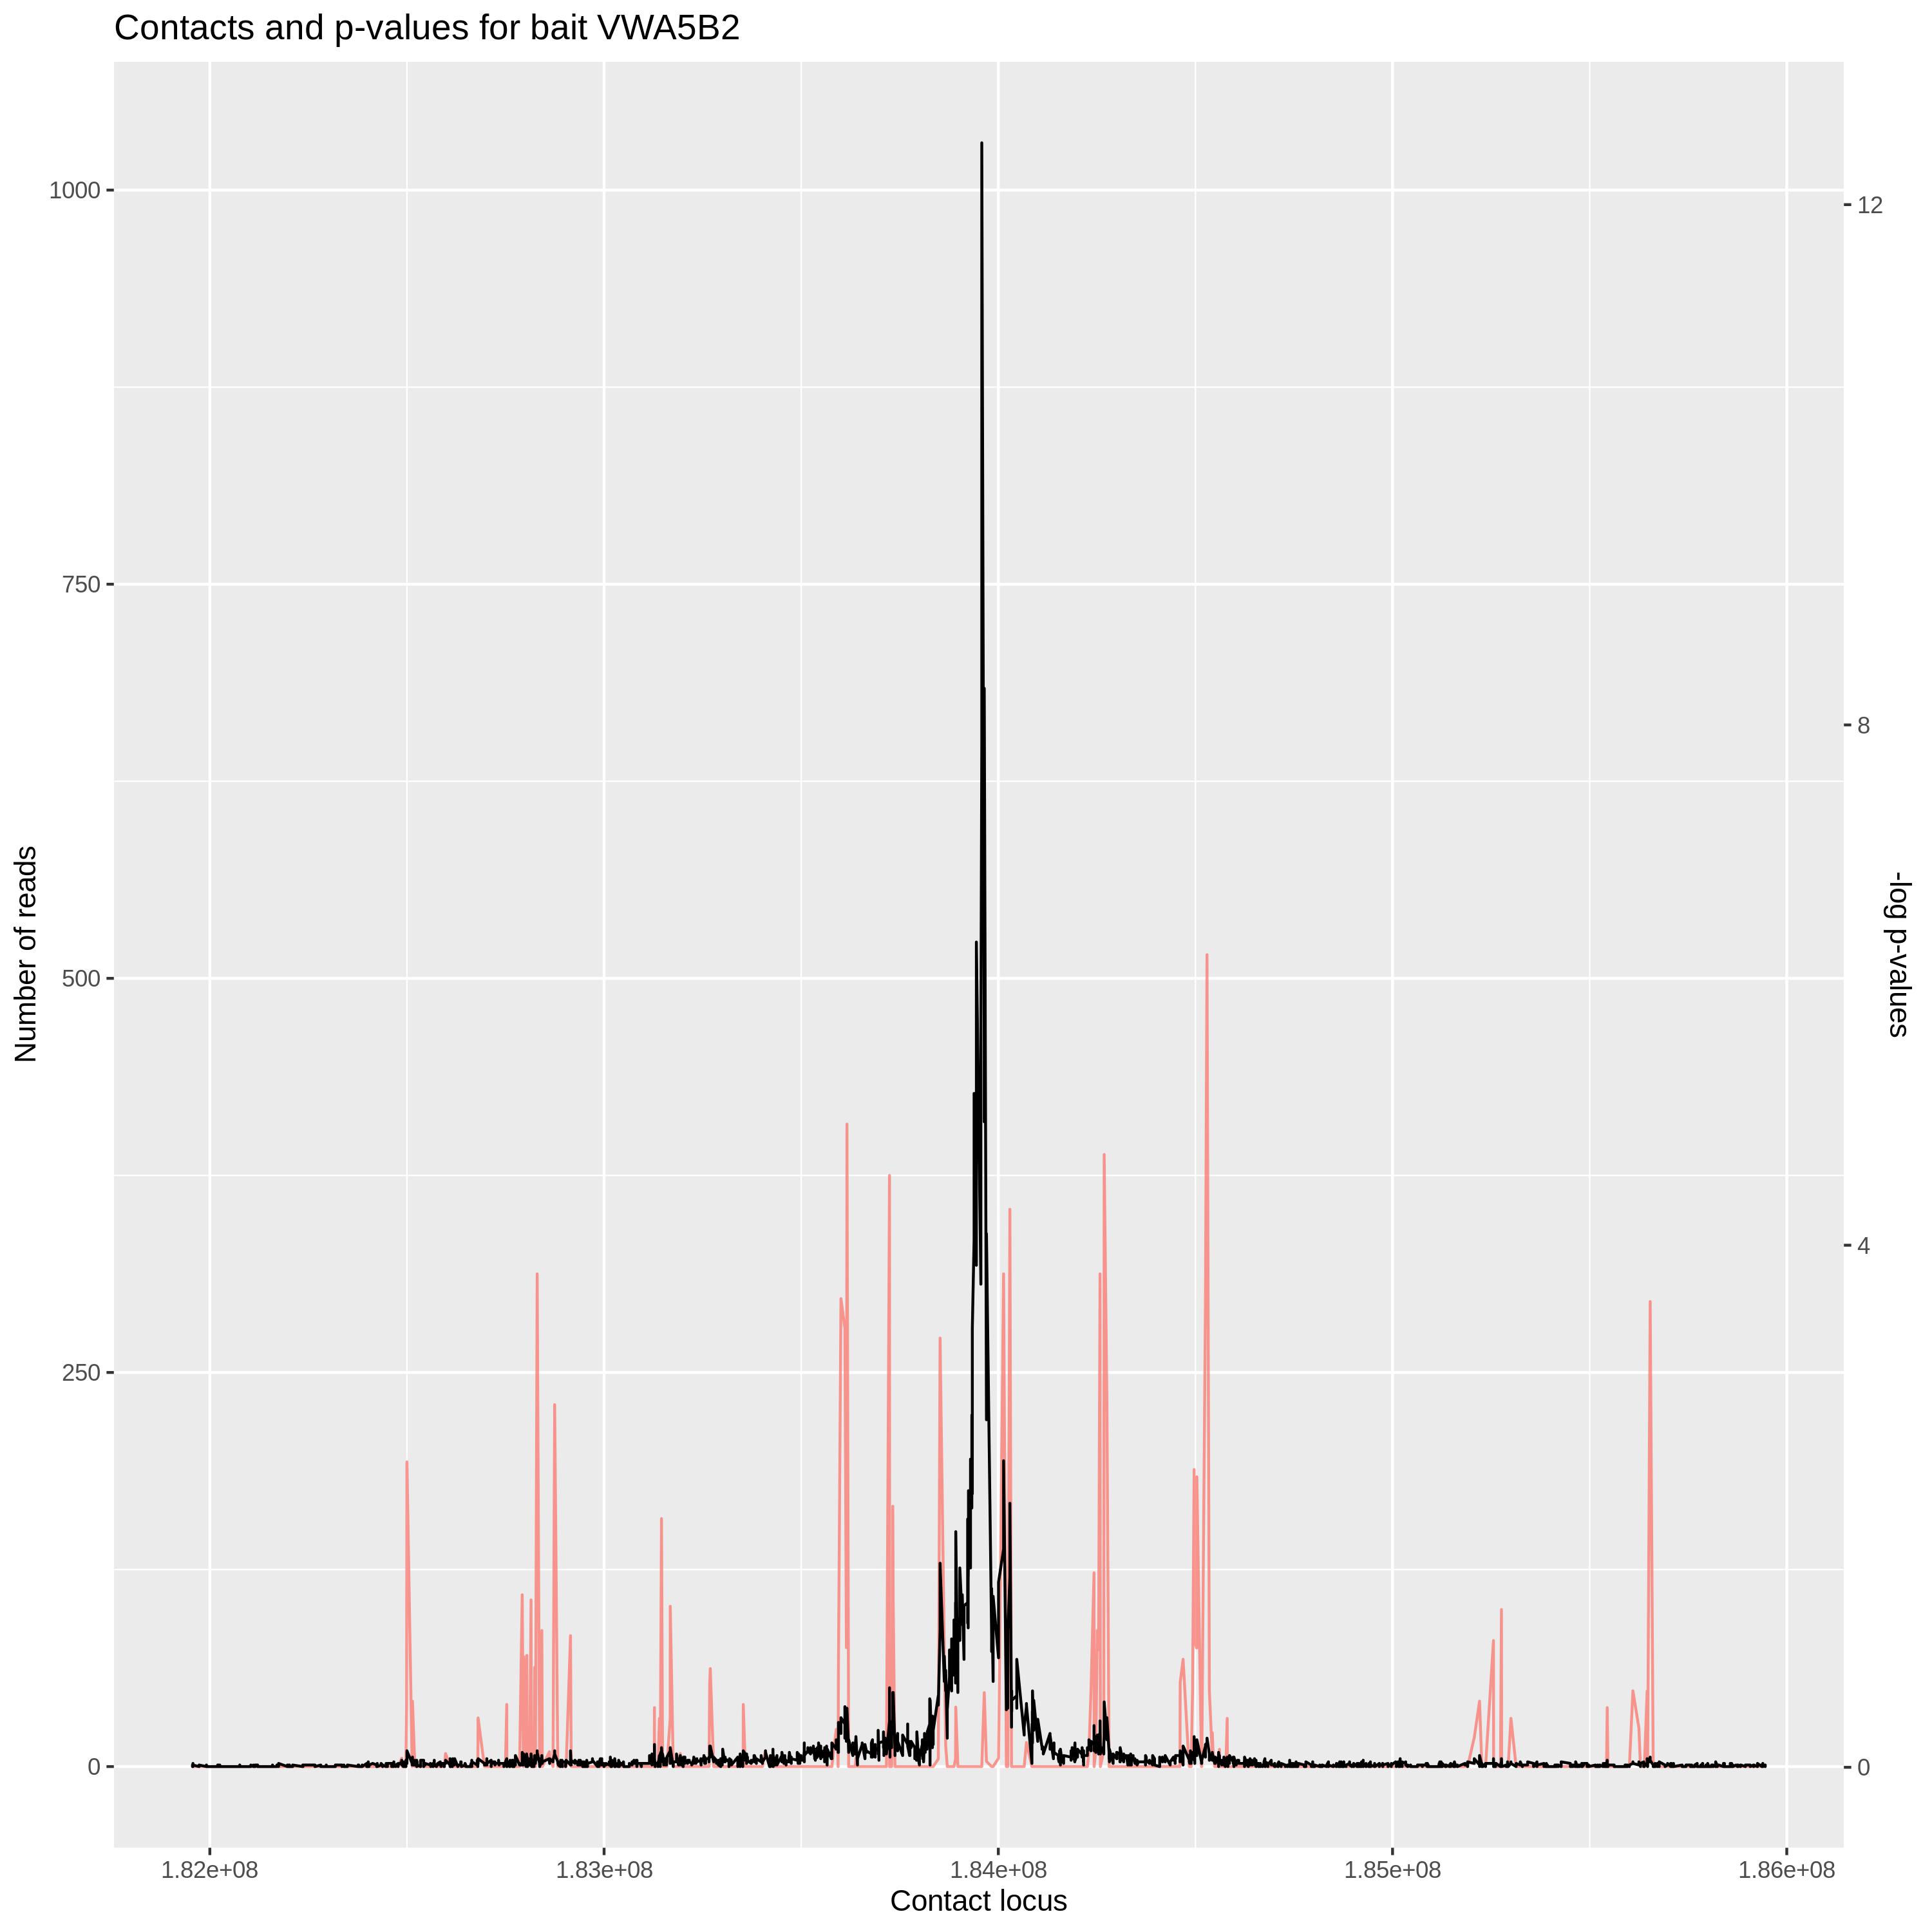 Contacts and p-values for bait VWA5B2
1000
750
500
250
0
Number of reads
12
8
4
0
-log p-values
1.82e+08 1.83e+08 1.84e+08 1.85e+08 1.86e+08
Contact locus